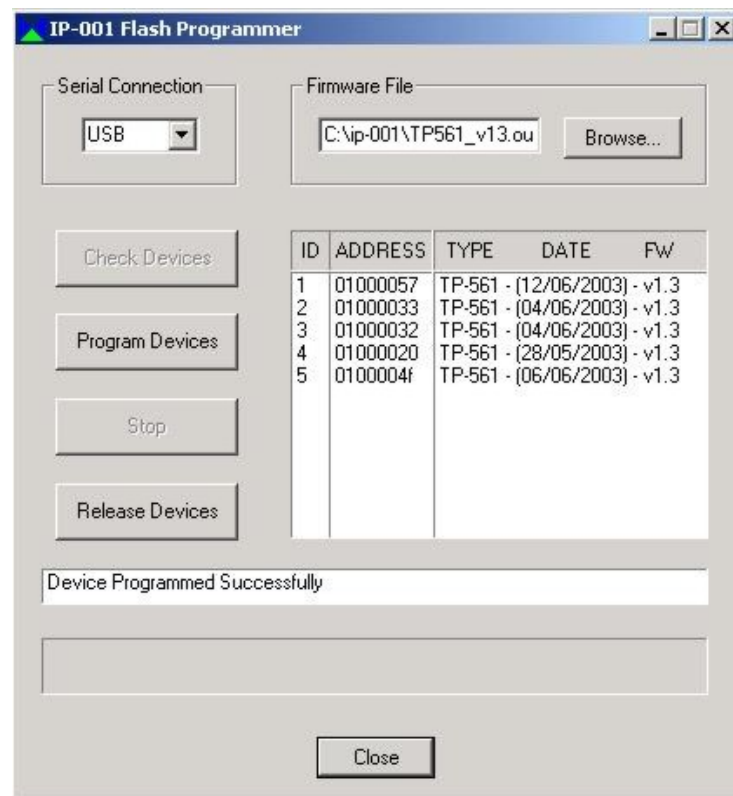 IP-001 Flash Programmer
Serial Connection
Firmware File
USB
C:\ip-001\TP561_v13.ou
Browse...
Check Devices
Program Devices
Stop
Release Devices
ID ADDRESS TYPE DATE FW
1 01000057 TP-561 - (12/06/2003) - v1.3
2 01000033 TP-561 - (04/06/2003) - v1.3
3 01000032 TP-561 - (04/06/2003) - v1.3
4 01000020 TP-561 - (28/05/2003) - v1.3
5 0100004f TP-561 - (06/06/2003) - v1.3
Device Programmed Successfully
Close